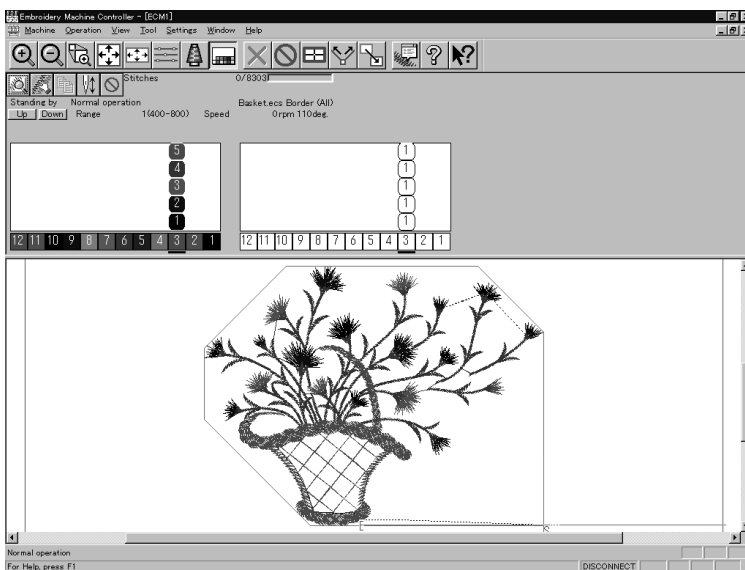 Embroidery Machine Controller - [ECM1]
Machine Operation View Tool Settings Window Help
Stitches 0/8303
Standing by Normal operation Basket.ecs Border (All)
Up Down Range 1(400-800) Speed 0rpm 110deg.
5 1
4 1
3 1
2 1
1 1
12 11 10 9 8 7 6 5 4 3 2 1 12 11 10 9 8 7 6 5 4 3 2 1
Normal operation
For Help, press F1 DISCONNECT